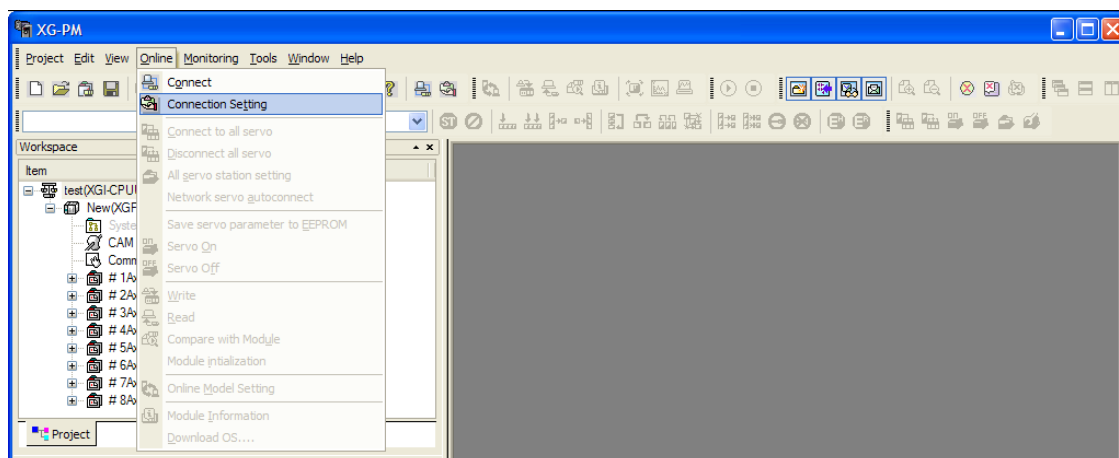 XG-PM
Project Edit View Online Monitoring Tools Window Help
Connect
Connection Setting
Connect to all servo
Disconnect all servo
All servo station setting
Network servo autoconnect
Save servo parameter to EEPROM
Servo On
Servo Off
Write
Read
Compare with Module
Module intialization
Online Model Setting
Module Information
Download OS....
Workspace
Item
test(XGI-CPU
New(XGF
Syste
CAM
Comm
# 1Ax
# 2Ax
# 3Ax
# 4Ax
# 5Ax
# 6Ax
# 7Ax
# 8Ax
Project